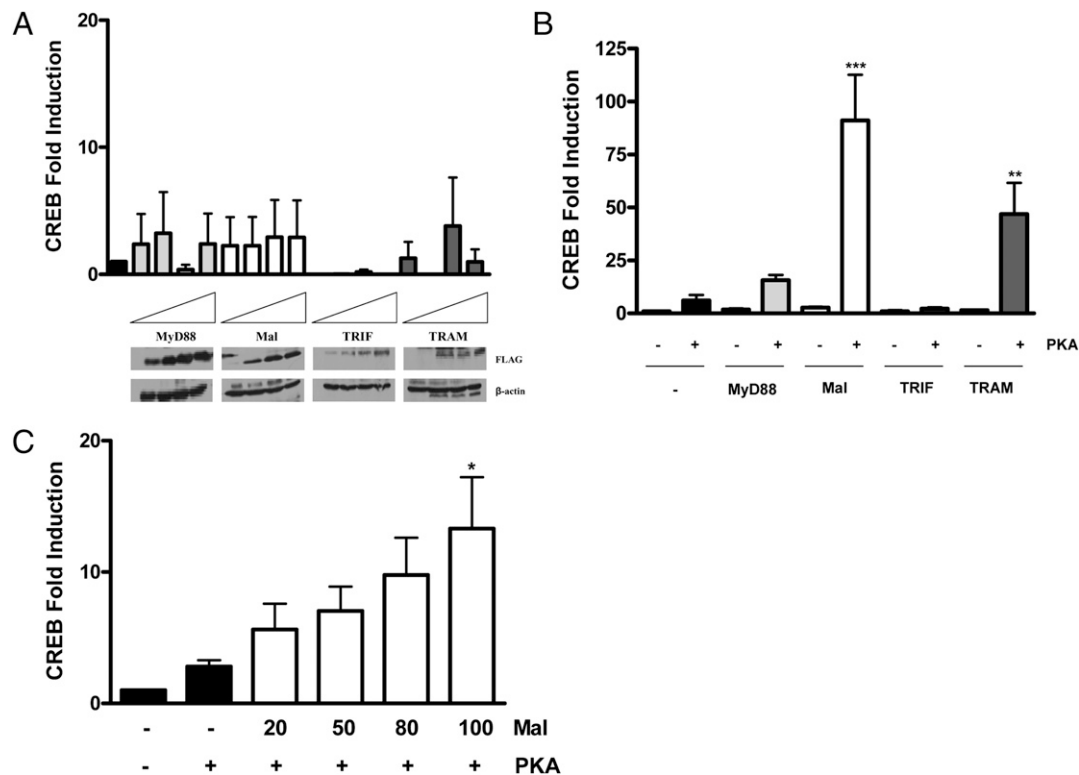 A
CREB Fold Induction
20
10
0
MyD88 Mal TRIF TRAM
FLAG
β-actin
B
CREB Fold Induction
125
100
75
50
25
0
***
**
- + - + - + - + - + PKA
- MyD88 Mal TRIF TRAM
C
CREB Fold Induction
20
10
0
*
- - 20 50 80 100 Mal
- + + + + + PKA